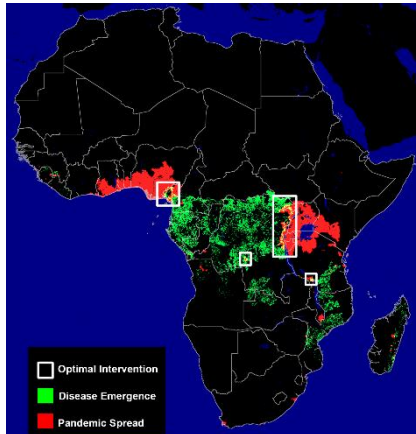 Optimal Intervention
Disease Emergence
Pandemic Spread